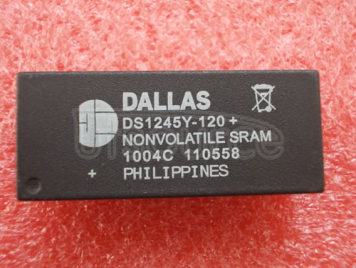 DALLAS
DS1245Y-120+
NONVOLATILE SRAM
1004C 110558
+ PHILIPPINES